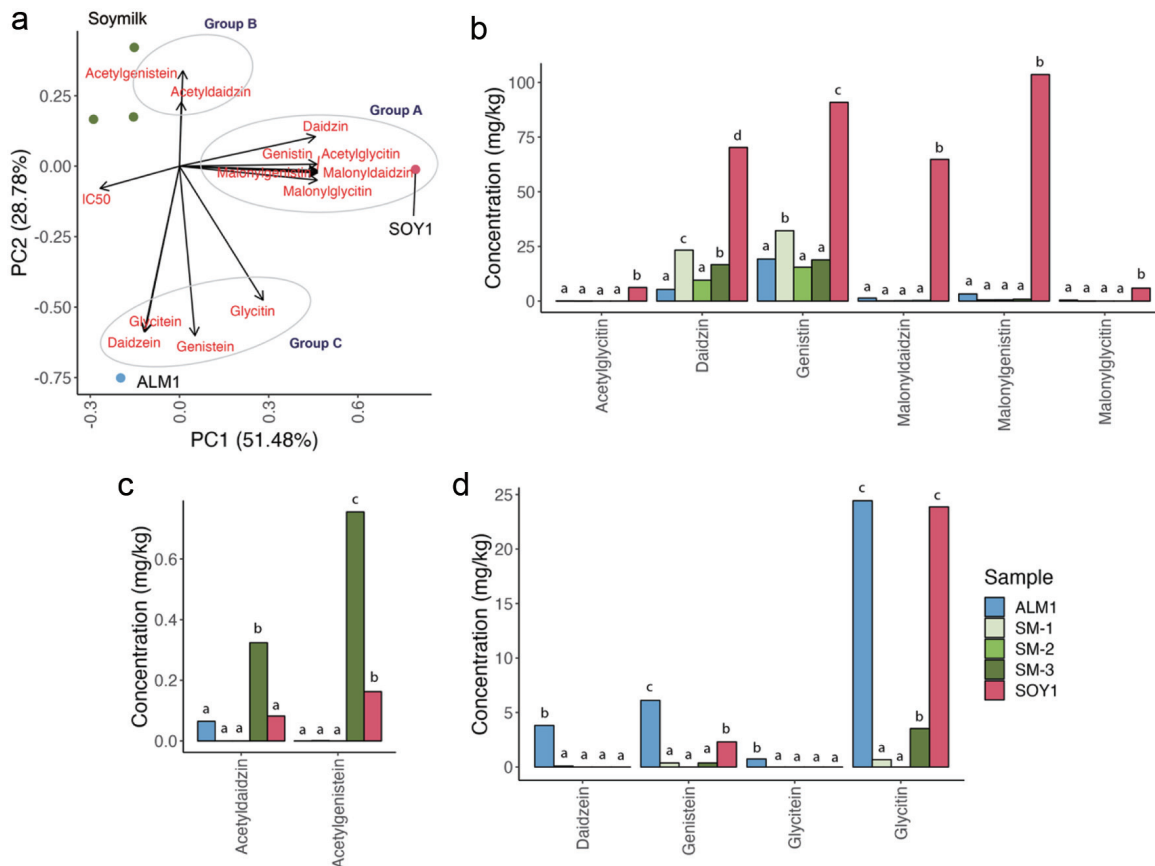 a
Soymilk
Group B
Acetylgenistein
Acetyldaidzin
Group A
Daidzin
Genistin
Acetylglycitin
Malonylgenistin
Malonyldaidzin
Malonylglycitin
IC50
SOY1
Glycitin
Glycitein
Daidzein
Genistein
Group C
ALM1
PC2 (28.78%)
0.25
0.00
-0.25
-0.50
-0.75
-0.3
0.0
0.3
0.6
PC1 (51.48%)
b
Concentration (mg/kg)
100
75
50
25
0
a a a a b
a c a b d
a b a a c
a a a a b
a a a a b
a a a a b
Acetylglycitin
Daidzin
Genistin
Malonyldaidzin
Malonylgenistin
Malonylglycitin
c
Concentration (mg/kg)
0.6
0.4
0.2
0.0
a a a b a
a a a c b
Acetyldaidzin
Acetylgenistein
d
Concentration (mg/kg)
25
20
15
10
5
0
b a a a a
c a a a b
b a a a a
c a a b c
Daidzein
Genistein
Glycitein
Glycitin
Sample
ALM1
SM-1
SM-2
SM-3
SOY1